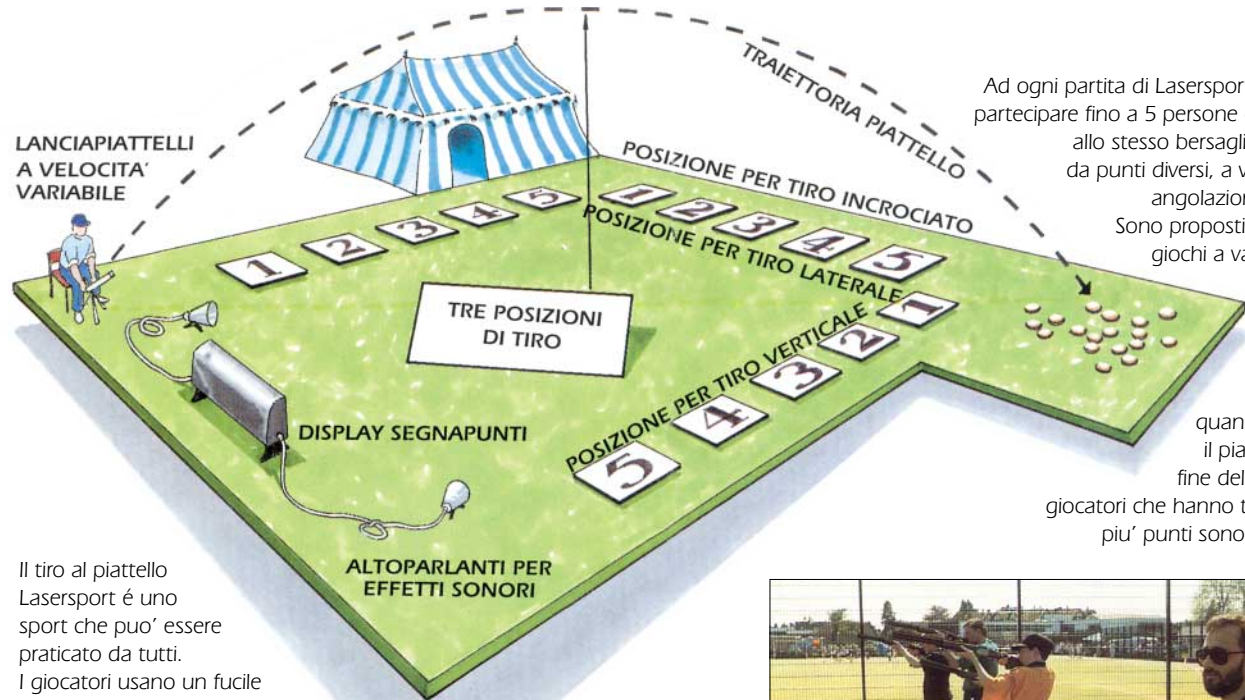 LANCIAPIATTELLI
A VELOCITA'
VARIABILE
TRAIETTORIA PIATTELLO
POSIZIONE PER TIRO INCROCIATO
1 2 3 4 5
1 2 3 4 5
POSIZIONE PER TIRO LATERALE
TRE POSIZIONI
DI TIRO
POSIZIONE PER TIRO VERTICALE
5 4 3 2 1
DISPLAY SEGNAPUNTI
ALTOPARLANTI PER
EFFETTI SONORI
Il tiro al piattello
Lasersport é uno
sport che puo' essere
praticato da tutti.
I giocatori usano un fucile
Ad ogni partita di Laserspor
partecipare fino a 5 persone
allo stesso bersagli
da punti diversi, a v
angolazion
Sono proposti
giochi a va
quan
il pia
fine del
giocatori che hanno t
piu' punti sono